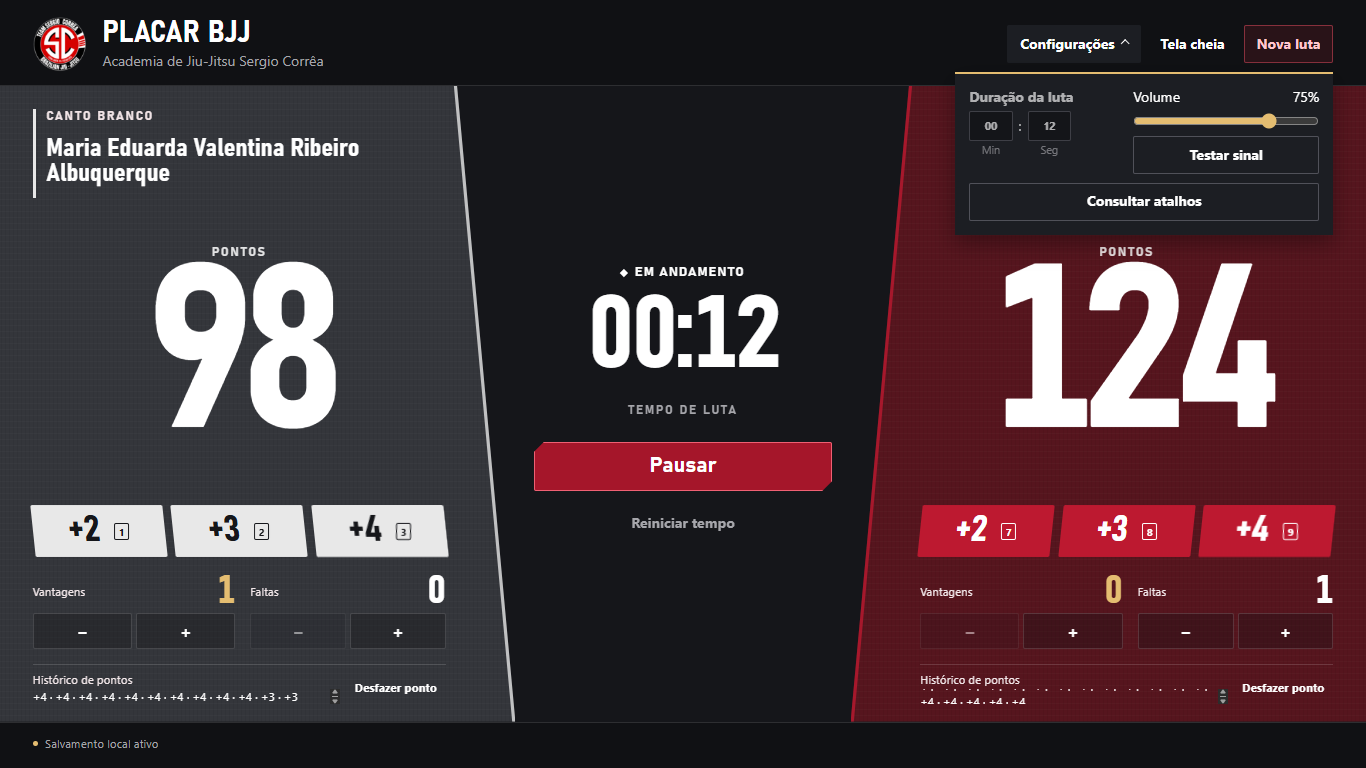 PLACAR BJJ
Academia de Jiu-Jitsu Sergio Corrêa
Configurações
Tela cheia
Nova luta
Duração da luta
00 : 12
Min
Seg
Volume
75%
Testar sinal
Consultar atalhos
CANTO BRANCO
Maria Eduarda Valentina Ribeiro
Albuquerque
PONTOS
98
+2 1
+3 2
+4 3
Vantagens
1
Faltas
0
−
+
−
+
Histórico de pontos
+4 · +4 · +4 · +4 · +4 · +4 · +4 · +4 · +4 · +4 · +3 · +3
Desfazer ponto
◆ EM ANDAMENTO
00:12
TEMPO DE LUTA
Pausar
Reiniciar tempo
PONTOS
124
+2 7
+3 8
+4 9
Vantagens
0
Faltas
1
−
+
−
+
Histórico de pontos
+4 · +4 · +4 · +4 · +4
Desfazer ponto
Salvamento local ativo